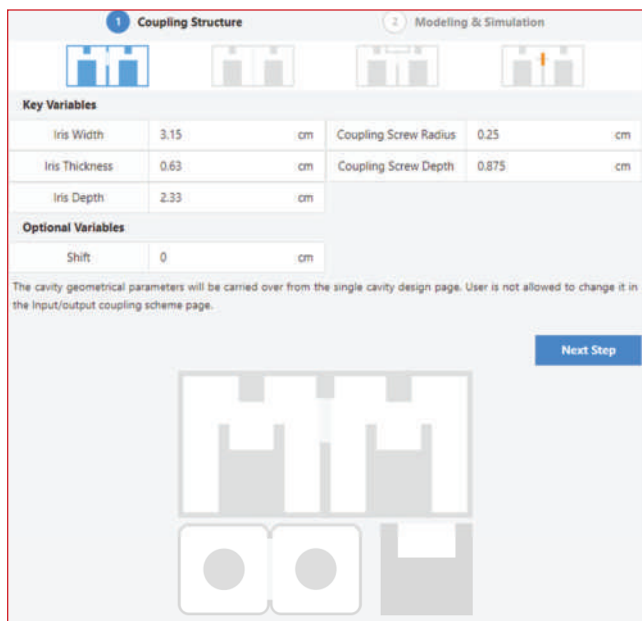 1 Coupling Structure 2 Modeling & Simulation
Key Variables
Iris Width 3.15 cm Coupling Screw Radius 0.25 cm
Iris Thickness 0.63 cm Coupling Screw Depth 0.875 cm
Iris Depth 2.33 cm
Optional Variables
Shift 0 cm
The cavity geometrical parameters will be carried over from the single cavity design page. User is not allowed to change it in
the Input/output coupling scheme page.
Next Step